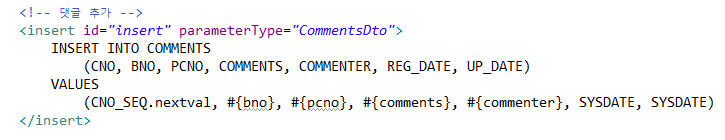 <!-- 댓글 추가 -->
<insert id="insert" parameterType="CommentsDto">
INSERT INTO COMMENTS
(CNO, BNO, PCNO, COMMENTS, COMMENTER, REG_DATE, UP_DATE)
VALUES
(CNO_SEQ.nextval, #{bno}, #{pcno}, #{comments}, #{commenter}, SYSDATE, SYSDATE)
</insert>